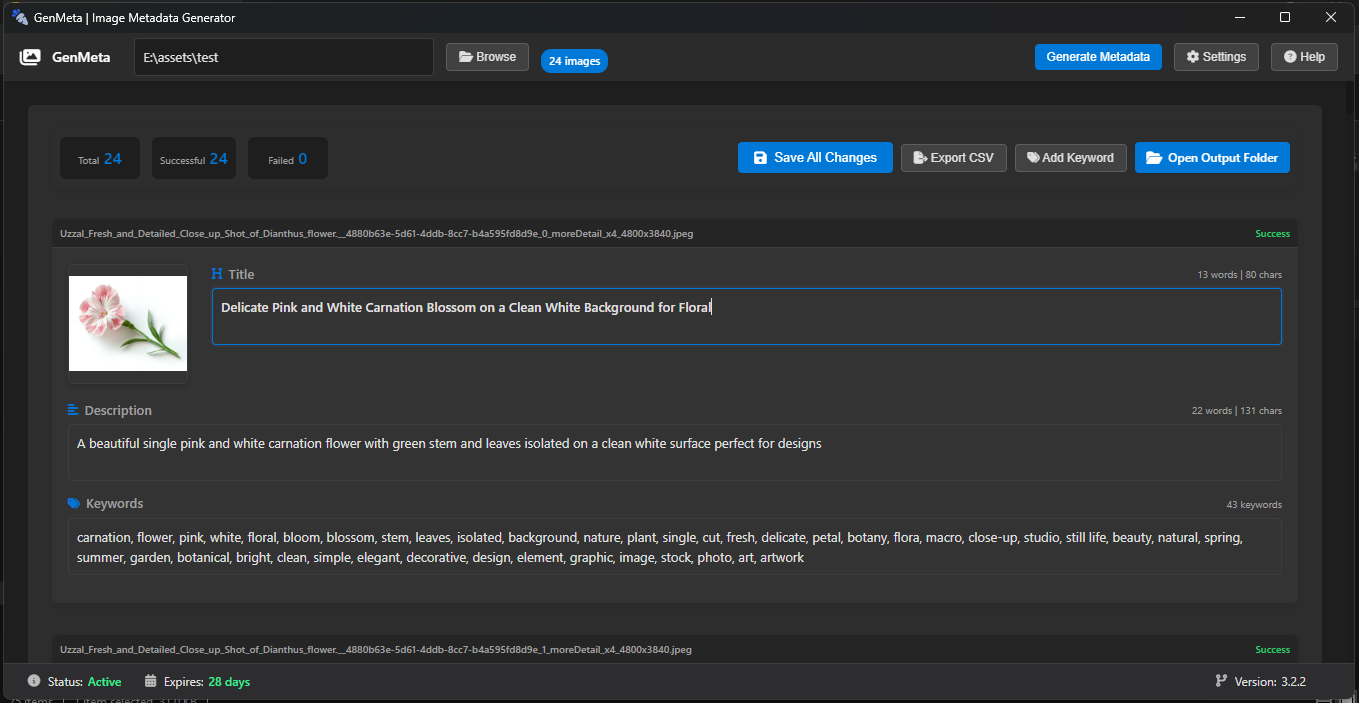 GenMeta | Image Metadata Generator
GenMeta
E:\assets\test
Browse
24 images
Generate Metadata
Settings
Help
Total 24
Successful 24
Failed 0
Save All Changes
Export CSV
Add Keyword
Open Output Folder
Uzzal_Fresh_and_Detailed_Close_up_Shot_of_Dianthus_flower.__4880b63e-5d61-4ddb-8cc7-b4a595fd8d9e_0_moreDetail_x4_4800x3840.jpeg
Success
Title
13 words | 80 chars
Delicate Pink and White Carnation Blossom on a Clean White Background for Floral
Description
22 words | 131 chars
A beautiful single pink and white carnation flower with green stem and leaves isolated on a clean white surface perfect for designs
Keywords
43 keywords
carnation, flower, pink, white, floral, bloom, blossom, stem, leaves, isolated, background, nature, plant, single, cut, fresh, delicate, petal, botany, flora, macro, close-up, studio, still life, beauty, natural, spring,
summer, garden, botanical, bright, clean, simple, elegant, decorative, design, element, graphic, image, stock, photo, art, artwork
Uzzal_Fresh_and_Detailed_Close_up_Shot_of_Dianthus_flower.__4880b63e-5d61-4ddb-8cc7-b4a595fd8d9e_1_moreDetail_x4_4800x3840.jpeg
Success
Status: Active
Expires: 28 days
Version: 3.2.2